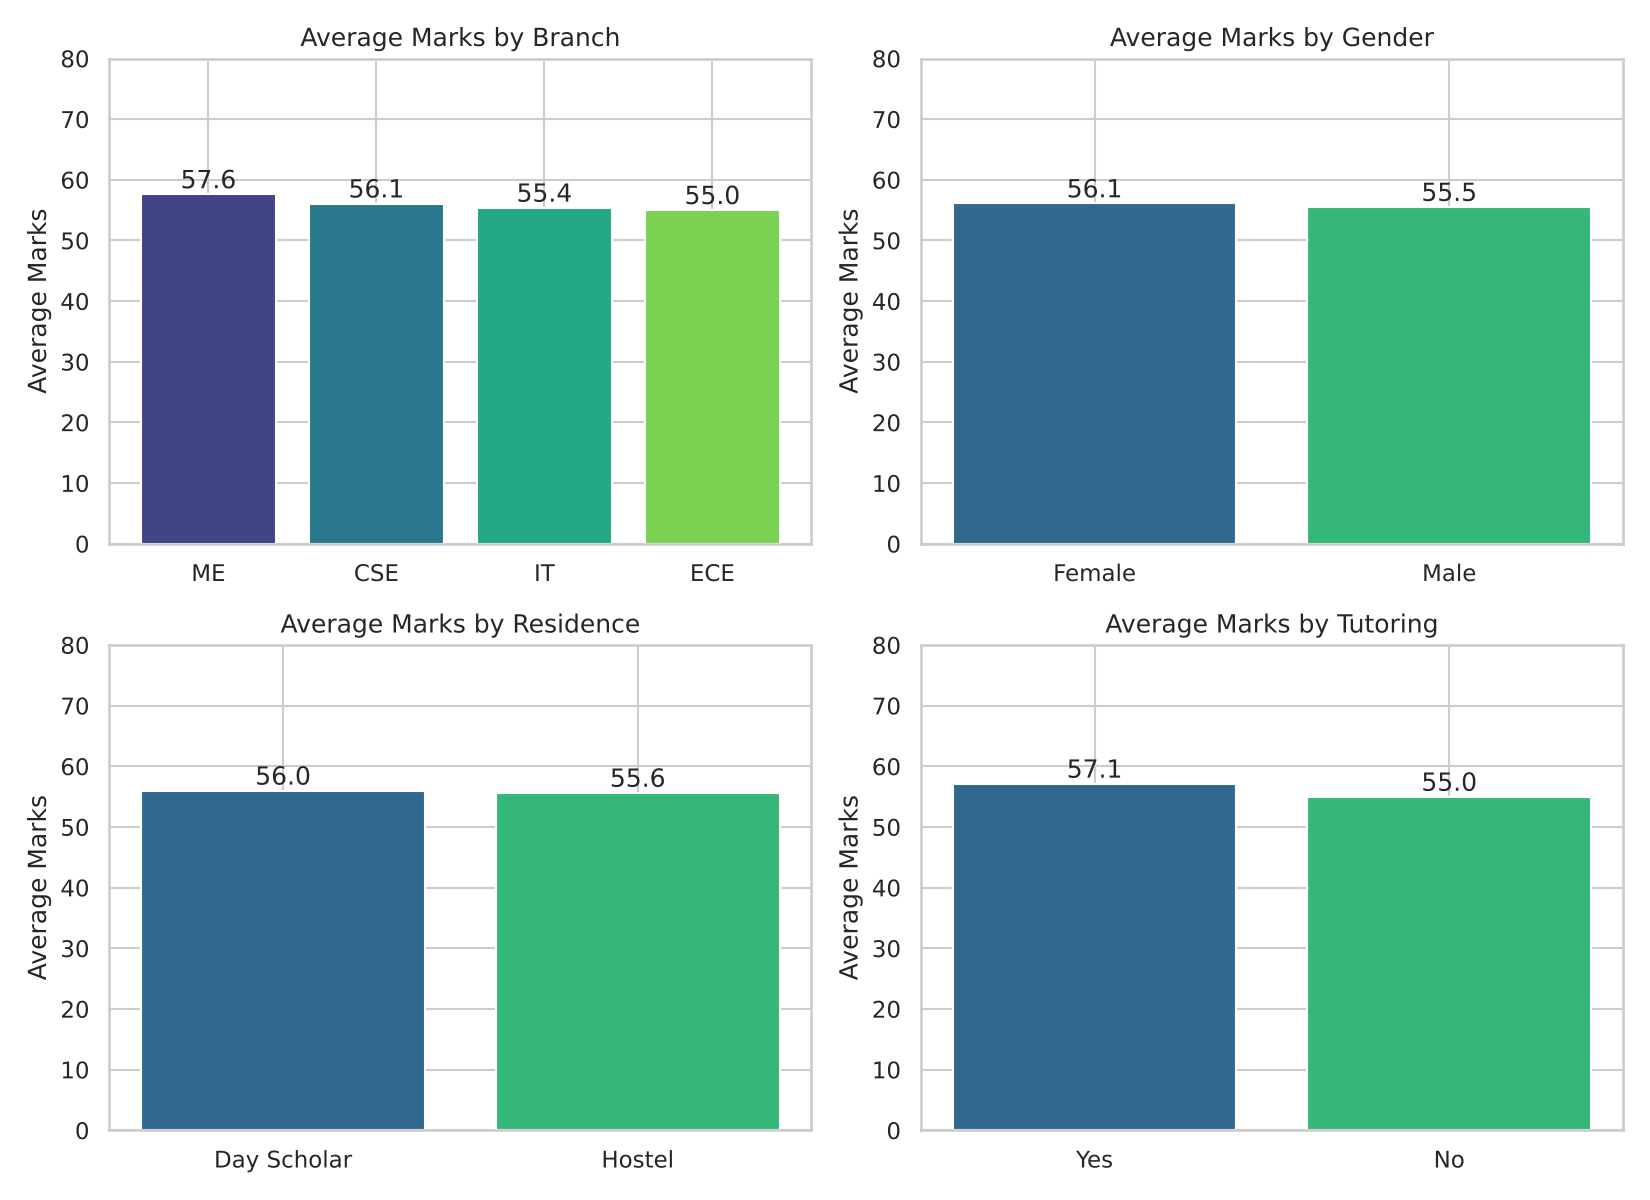 Average Marks by Branch
Average Marks
80
70
60
50
40
30
20
10
0
57.6
56.1
55.4
55.0
ME
CSE
IT
ECE
Average Marks by Gender
Average Marks
80
70
60
50
40
30
20
10
0
56.1
55.5
Female
Male
Average Marks by Residence
Average Marks
80
70
60
50
40
30
20
10
0
56.0
55.6
Day Scholar
Hostel
Average Marks by Tutoring
Average Marks
80
70
60
50
40
30
20
10
0
57.1
55.0
Yes
No